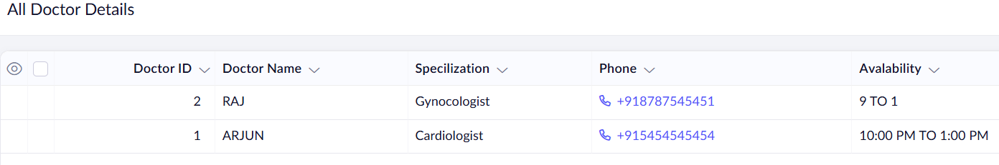 All Doctor Details
Doctor ID Doctor Name Specilization Phone Avalability
2 RAJ Gynocologist +918787545451 9 TO 1
1 ARJUN Cardiologist +915454545454 10:00 PM TO 1:00 PM